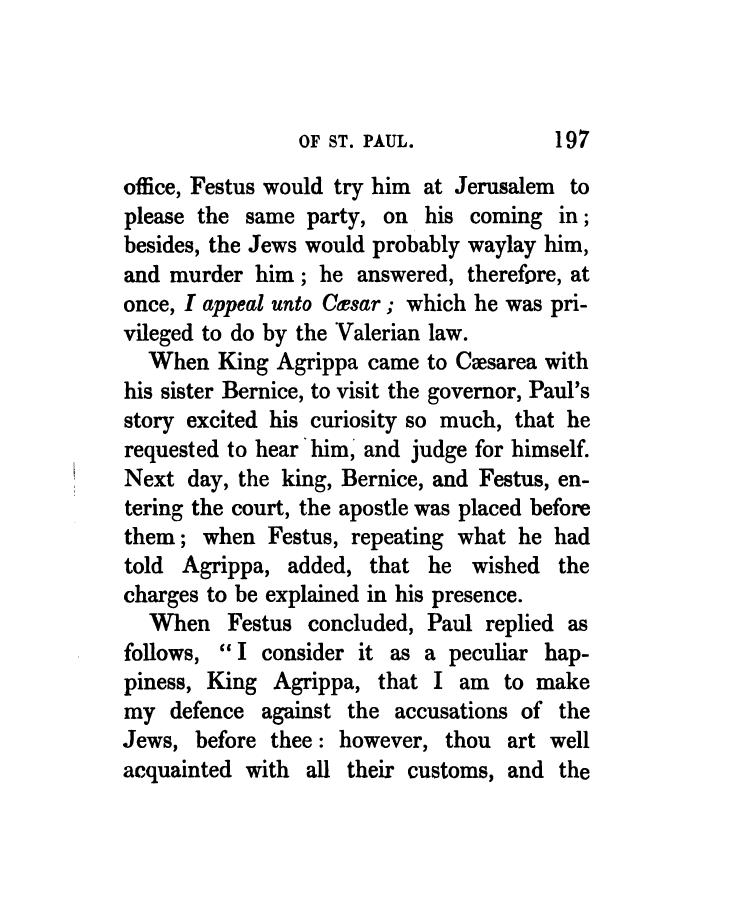 OF ST. PAUL. 197
office, Festus would try him at Jerusalem to
please the same party, on his coming in;
besides, the Jews would probably waylay him,
and murder him; he answered, therefore, at
once, I appeal unto Cæsar; which he was pri-
vileged to do by the Valerian law.
When King Agrippa came to Cæsarea with
his sister Bernice, to visit the governor, Paul's
story excited his curiosity so much, that he
requested to hear him, and judge for himself.
Next day, the king, Bernice, and Festus, en-
tering the court, the apostle was placed before
them; when Festus, repeating what he had
told Agrippa, added, that he wished the
charges to be explained in his presence.
When Festus concluded, Paul replied as
follows, "I consider it as a peculiar hap-
piness, King Agrippa, that I am to make
my defence against the accusations of the
Jews, before thee: however, thou art well
acquainted with all their customs, and the